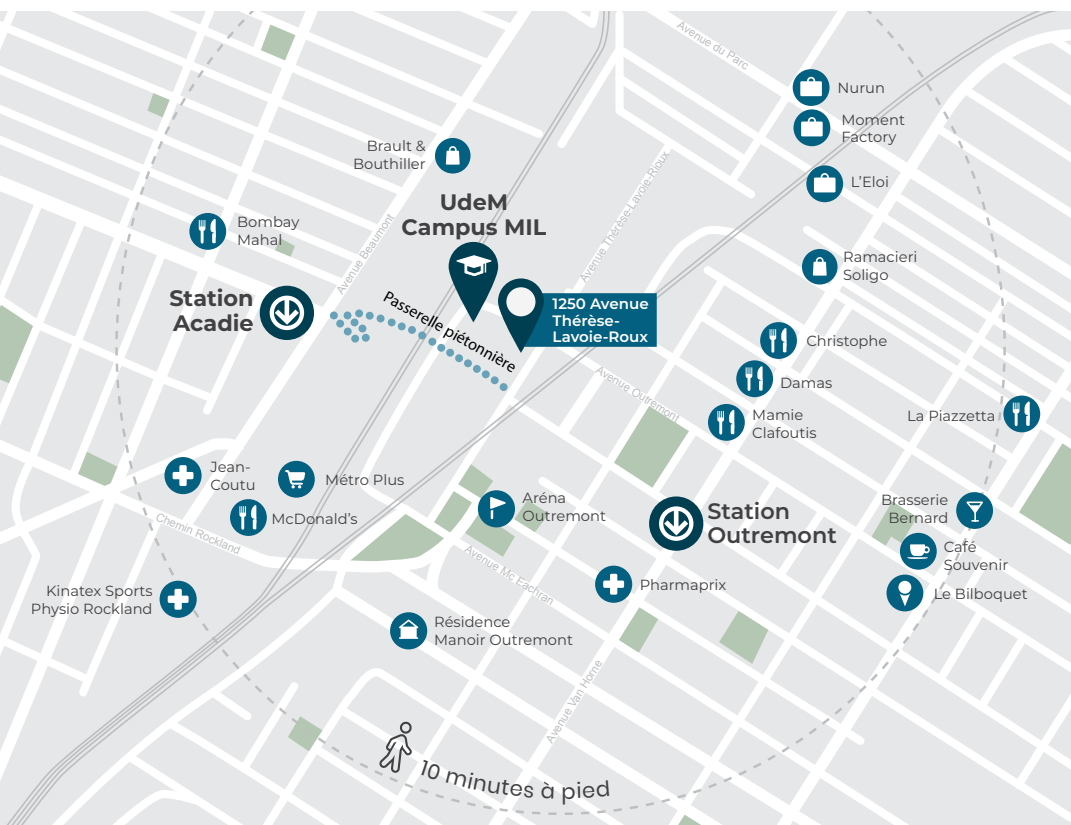 Avenue du Parc
Nurun
Moment
Factory
Brault &
Bouthiller
L'Eloi
Avenue Thérèse-Lavoie-Roux
UdeM
Campus MIL
Bombay
Mahal
Avenue Beaumont
Ramacieri
Soligo
Station
Acadie
Passerelle piétonnière
1250 Avenue
Thérèse-
Lavoie-Roux
Christophe
Damas
Avenue Outremont
Mamie
Clafoutis
La Piazzetta
Jean-
Coutu
Métro Plus
McDonald's
Chemin Rockland
Aréna
Outremont
Station
Outremont
Brasserie
Bernard
Café
Souvenir
Avenue Mc Eachran
Pharmaprix
Le Bilboquet
Kinatex Sports
Physio Rockland
Résidence
Manoir Outremont
Avenue Van Horne
10 minutes à pied